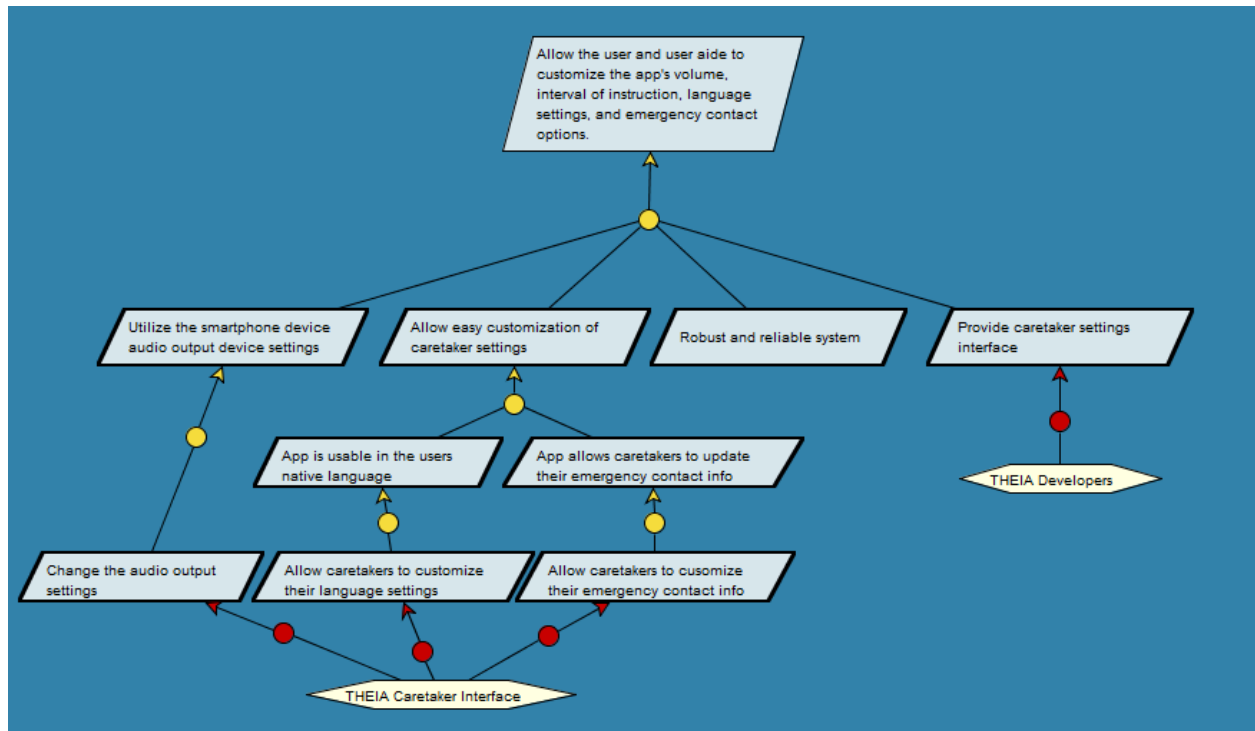 Allow the user and user aide to
customize the app's volume,
interval of instruction, language
settings, and emergency contact
options.
Utilize the smartphone device
audio output device settings
Allow easy customization of
caretaker settings
Robust and reliable system
Provide caretaker settings
interface
App is usable in the users
native language
App allows caretakers to update
their emergency contact info
THEIA Developers
Change the audio output
settings
Allow caretakers to customize
their language settings
Allow caretakers to cusomize
their emergency contact info
THEIA Caretaker Interface